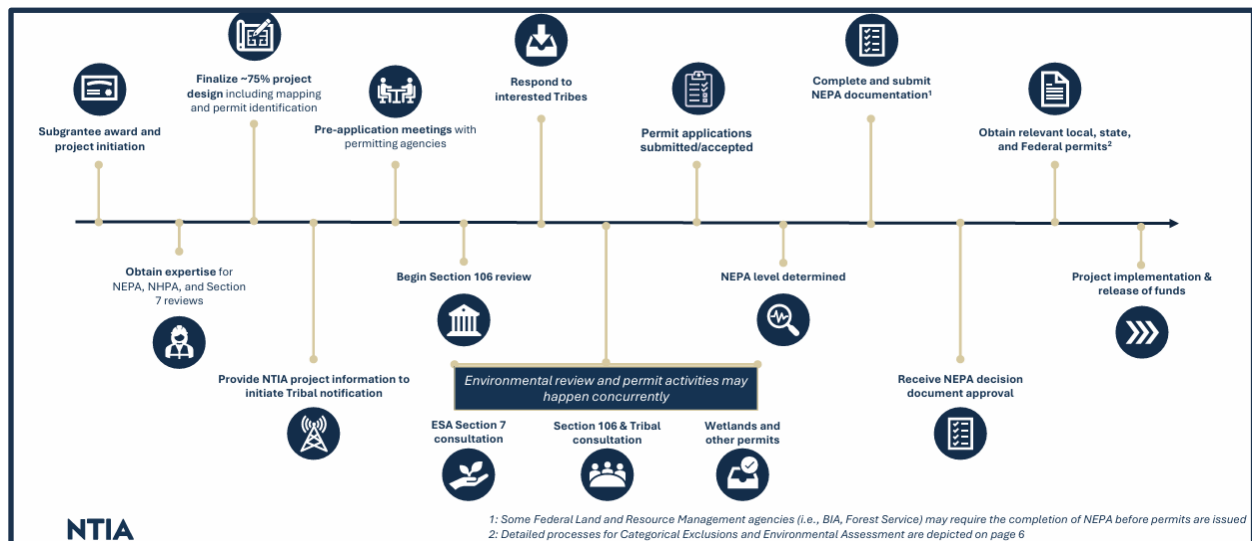 Subgrantee award and
project initiation
Obtain expertise for
NEPA, NHPA, and Section
7 reviews
Finalize ~75% project
design including mapping
and permit identification
Provide NTIA project information to
initiate Tribal notification
Pre-application meetings with
permitting agencies
Begin Section 106 review
Respond to
interested Tribes
Environmental review and permit activities may
happen concurrently
ESA Section 7
consultation
Section 106 & Tribal
consultation
Wetlands and
other permits
Permit applications
submitted/accepted
NEPA level determined
Complete and submit
NEPA documentation¹
Receive NEPA decision
document approval
Obtain relevant local, state,
and Federal permits²
Project implementation &
release of funds
NTIA
1: Some Federal Land and Resource Management agencies (i.e., BIA, Forest Service) may require the completion of NEPA before permits are issued
2: Detailed processes for Categorical Exclusions and Environmental Assessment are depicted on page 6